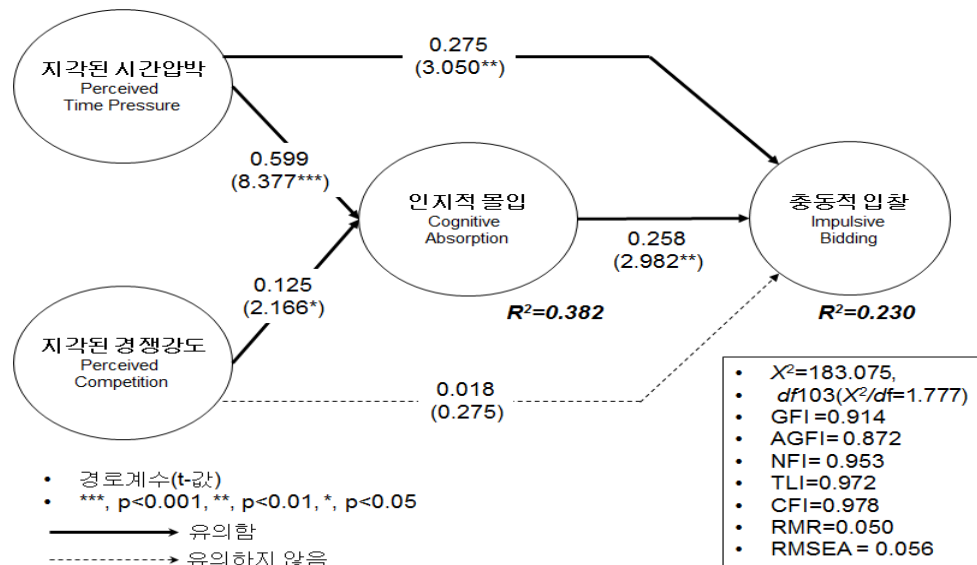 0.275
(3.050**)
지각된 시간압박
Perceived
Time Pressure
0.599
(8.377***)
인지적 몰입
Cognitive
Absorption
충동적 입찰
Impulsive
Bidding
0.258
(2.982**)
0.125
(2.166*)
R²=0.382
R²=0.230
지각된 경쟁강도
Perceived
Competition
0.018
(0.275)
• X²=183.075,
• df103(X²/df=1.777)
• GFI =0.914
• AGFI = 0.872
• NFI= 0.953
• TLI=0.972
• CFI=0.978
• RMR=0.050
• RMSEA = 0.056
• 경로계수(t-값)
• ***, p<0.001, **, p<0.01, *, p<0.05
유의함
유의하지 않음